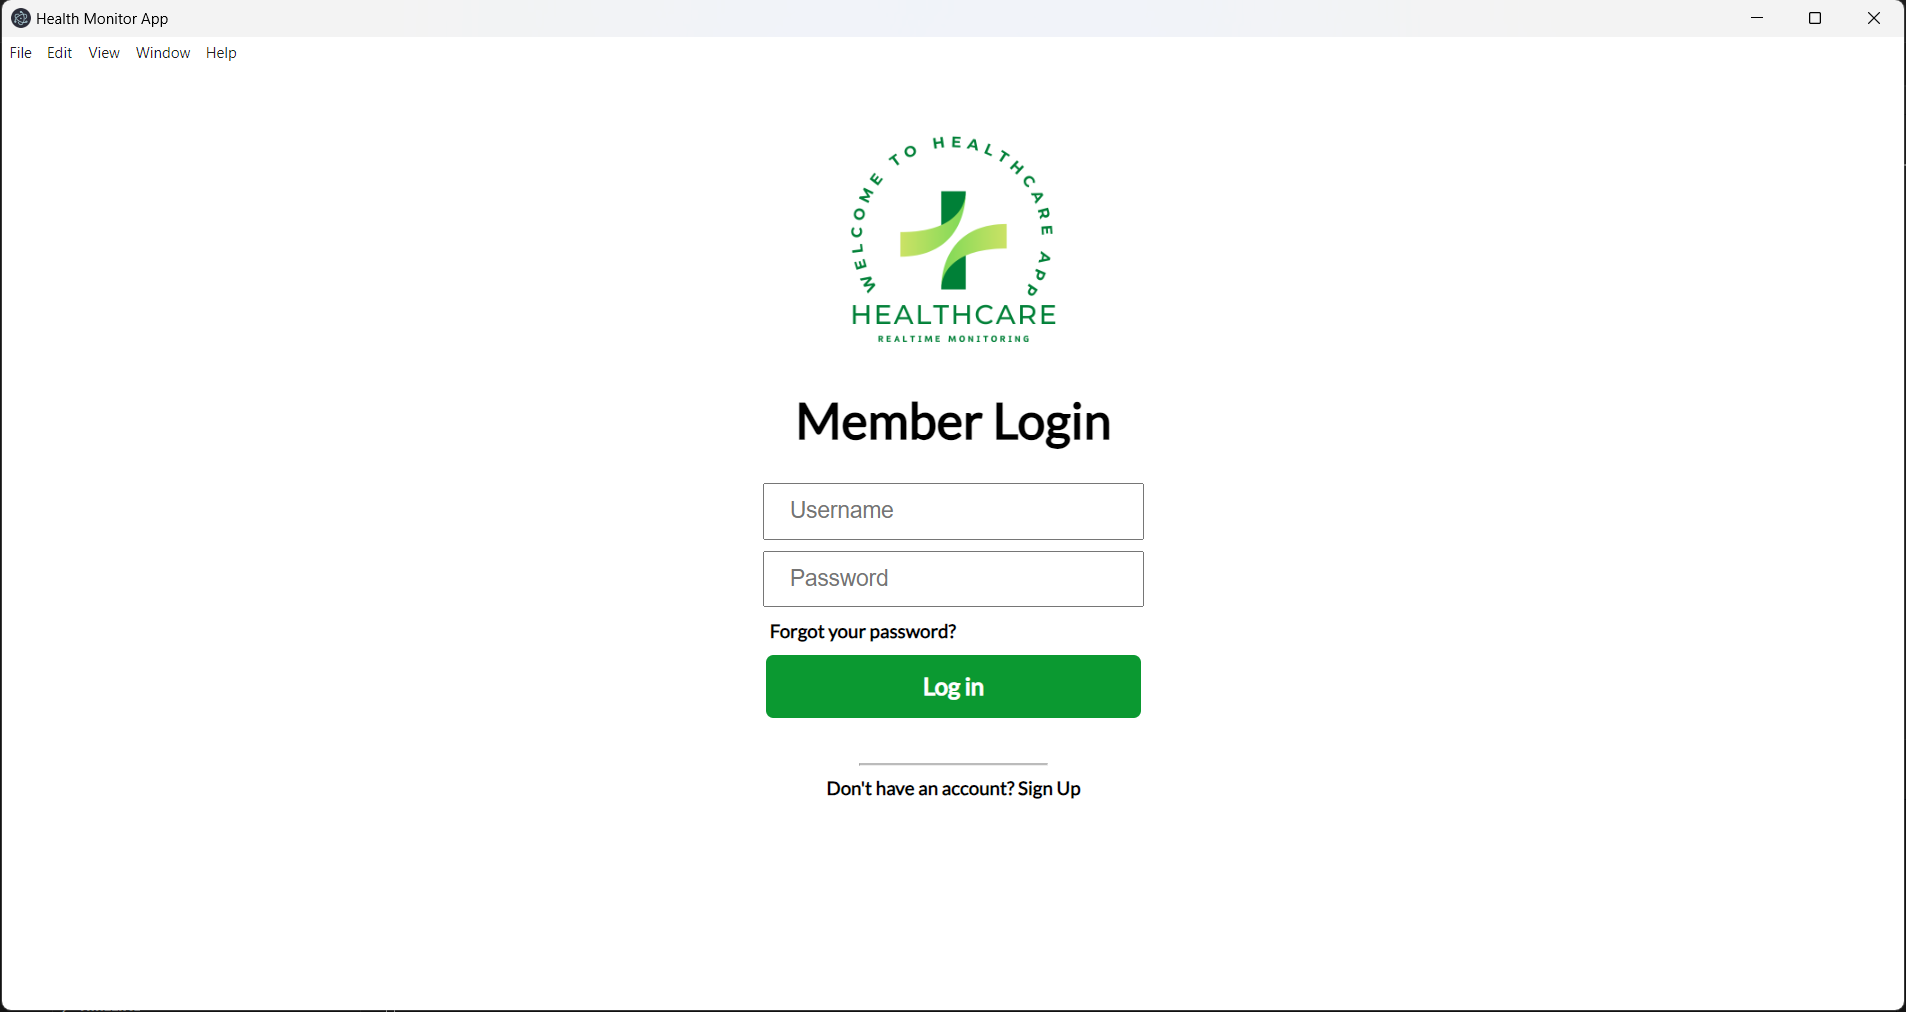 Health Monitor App
File Edit View Window Help
WELCOME TO HEALTHCARE APP
HEALTHCARE
REALTIME MONITORING
Member Login
Username
Password
Forgot your password?
Log in
Don't have an account? Sign Up